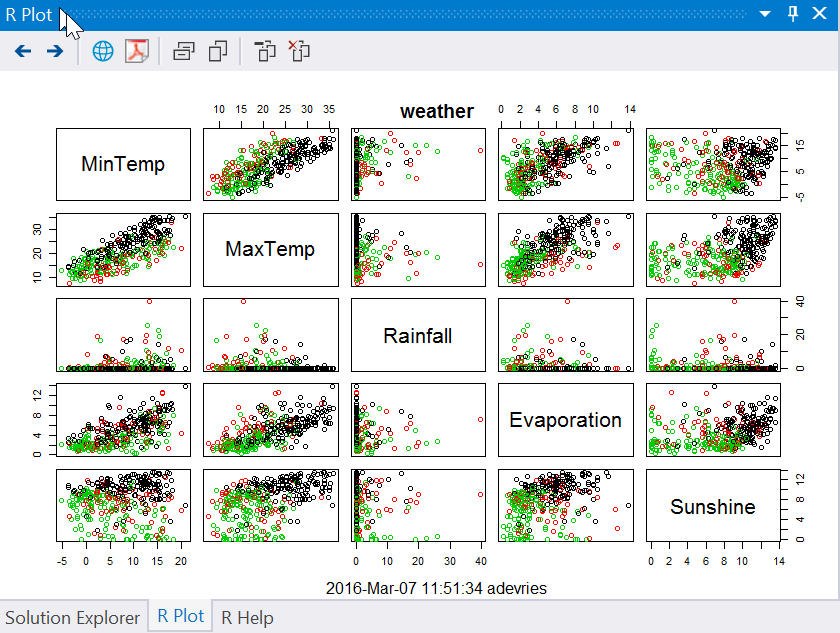 R Plot
10 15 20 25 30 35
weather
0 2 4 6 8 10 14
MinTemp
-5 5 15
10 20 30
MaxTemp
Rainfall
0 20 40
0 4 8 12
Evaporation
Sunshine
0 4 8 12
-5 0 5 10 15 20
0 10 20 30 40
0 2 4 6 8 10 14
2016-Mar-07 11:51:34 adevries
Solution Explorer
R Plot
R Help